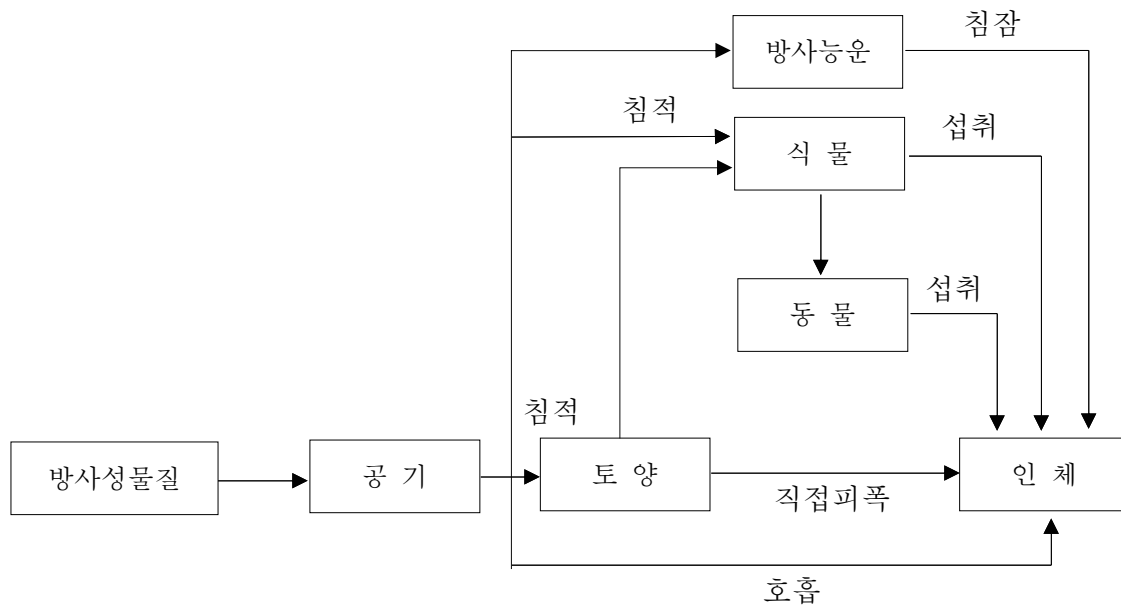 침잠
방사능운
침적
섭취
식 물
섭취
동 물
침적
방사성물질
공 기
토 양
인 체
직접피폭
호흡